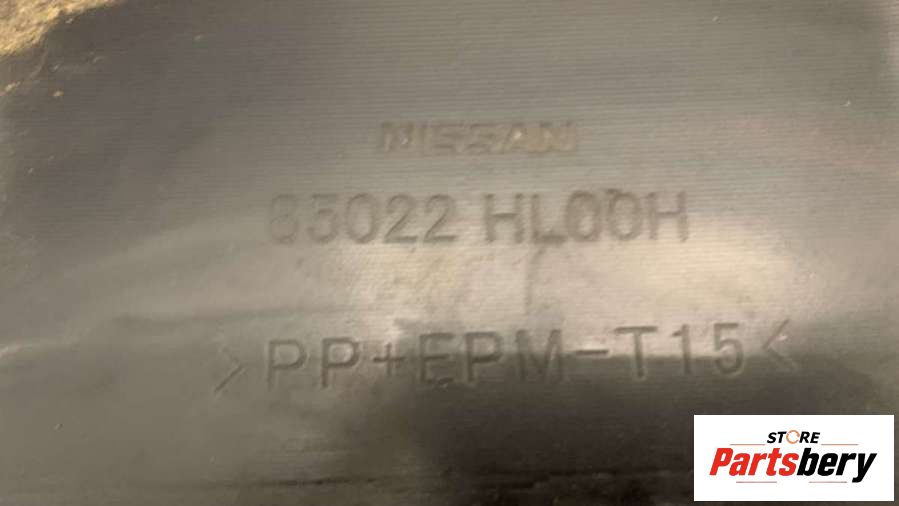 NISSAN
85022 HL00H
>PP+EPM-T15<
STORE
Partsbery